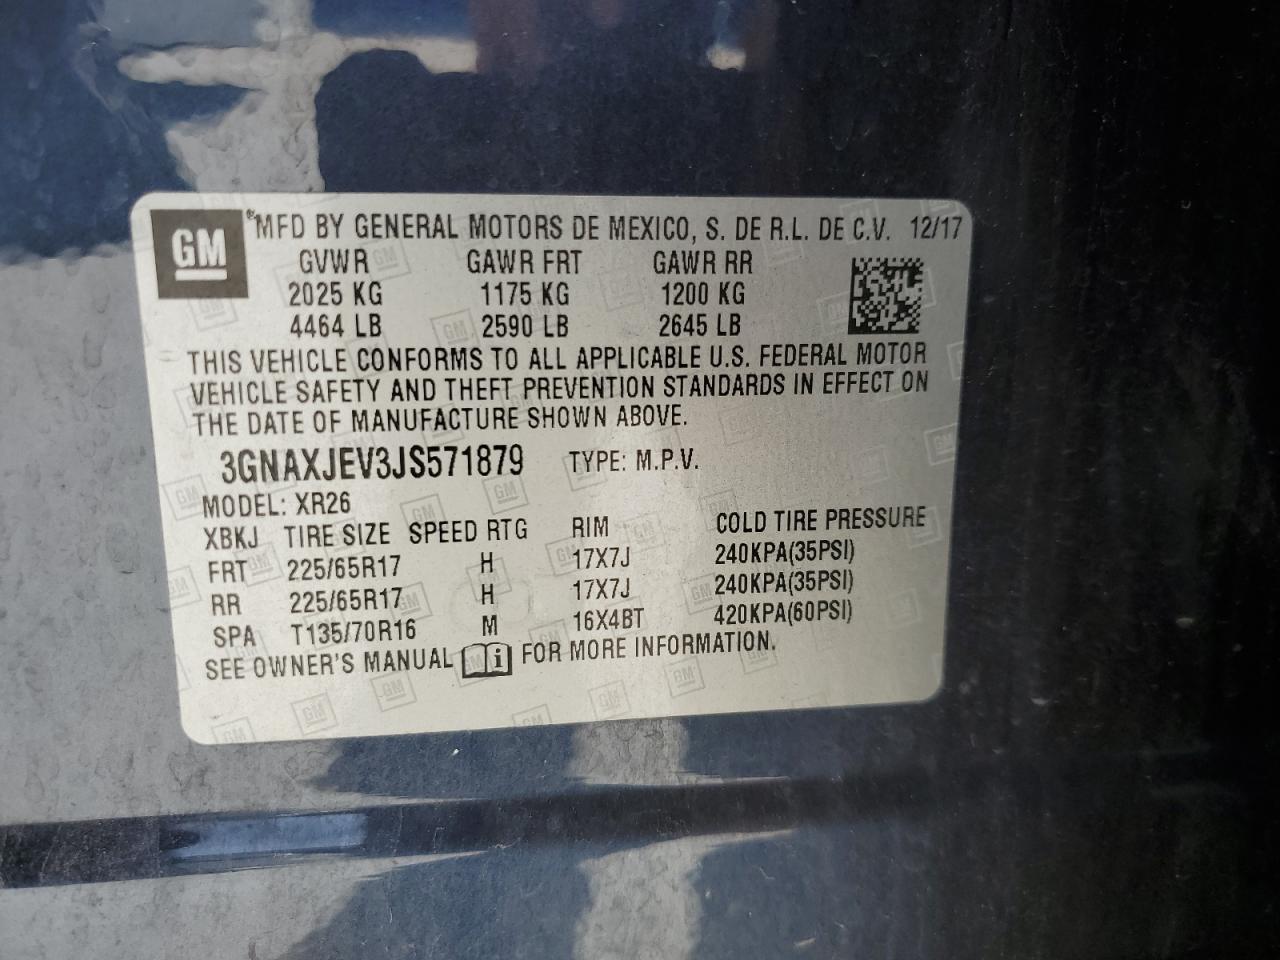 GM ®MFD BY GENERAL MOTORS DE MEXICO, S. DE R.L. DE C.V. 12/17
GVWR GAWR FRT GAWR RR
2025 KG 1175 KG 1200 KG
4464 LB 2590 LB 2645 LB
THIS VEHICLE CONFORMS TO ALL APPLICABLE U.S. FEDERAL MOTOR
VEHICLE SAFETY AND THEFT PREVENTION STANDARDS IN EFFECT ON
THE DATE OF MANUFACTURE SHOWN ABOVE.
3GNAXJEV3JS571879 TYPE: M.P.V.
MODEL: XR26
XBKJ TIRE SIZE SPEED RTG RIM COLD TIRE PRESSURE
FRT 225/65R17 H 17X7J 240KPA(35PSI)
RR 225/65R17 H 17X7J 240KPA(35PSI)
SPA T135/70R16 M 16X4BT 420KPA(60PSI)
SEE OWNER'S MANUAL FOR MORE INFORMATION.